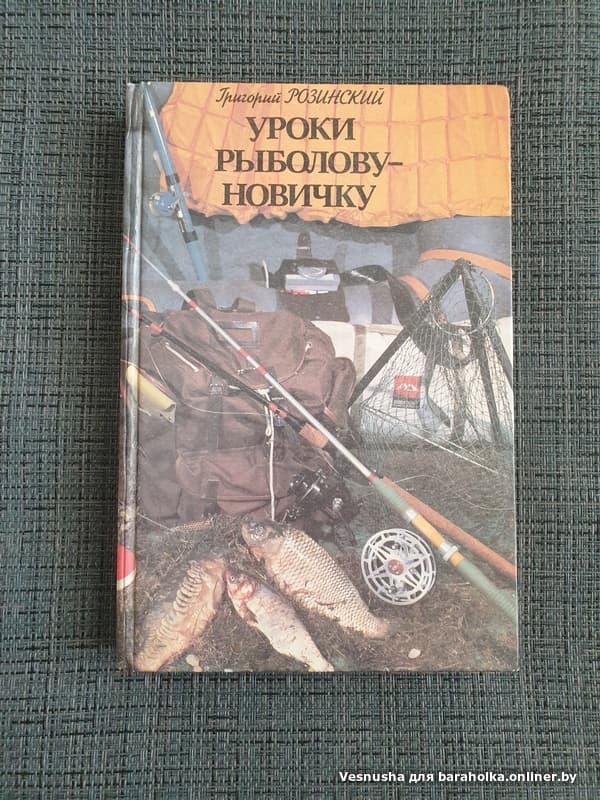 Григорий РОЗИНСКИЙ
УРОКИ
РЫБОЛОВУ-
НОВИЧКУ
Vesnusha для baraholka.onliner.by